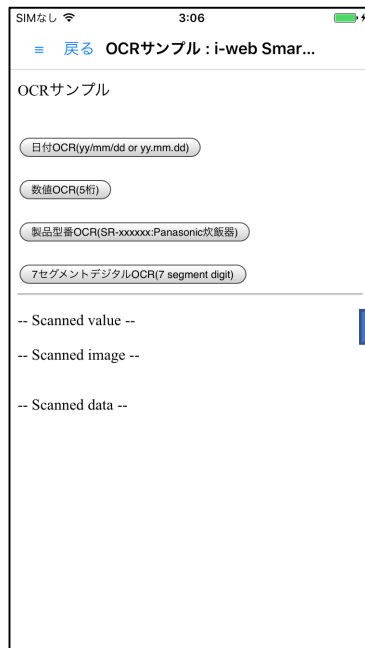 SIMなし 3:06
≡ 戻る OCRサンプル : i-web Smar...
OCRサンプル
日付OCR(yy/mm/dd or yy.mm.dd)
数値OCR(5桁)
製品型番OCR(SR-xxxxxx:Panasonic炊飯器)
7セグメントデジタルOCR(7 segment digit)
-- Scanned value --
-- Scanned image --
-- Scanned data --